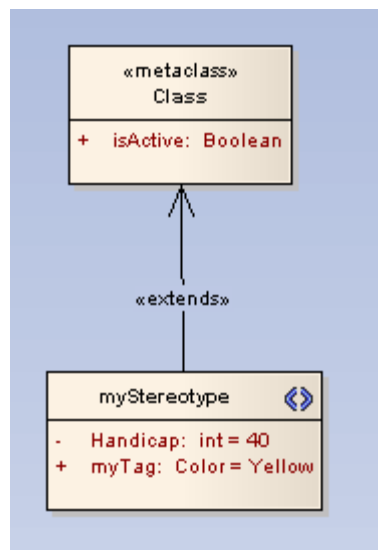 «metaclass»
Class
+ isActive: Boolean
«extends»
myStereotype
- Handicap: int = 40
+ myTag: Color = Yellow